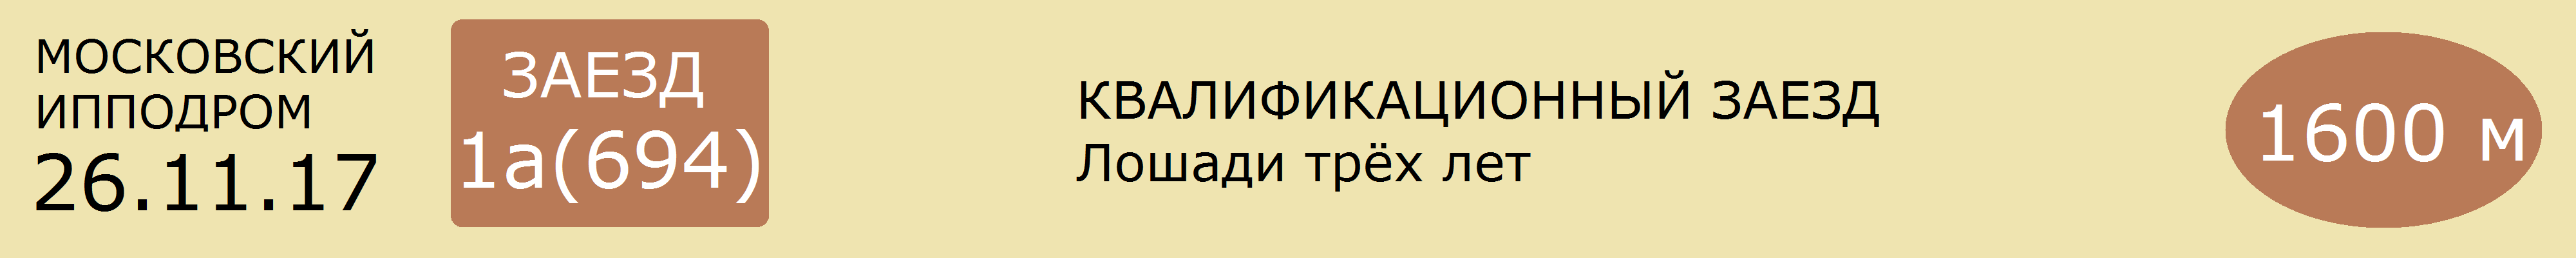 МОСКОВСКИЙ
ИППОДРОМ
26.11.17
ЗАЕЗД
1а(694)
КВАЛИФИКАЦИОННЫЙ ЗАЕЗД
Лошади трёх лет
1600 м